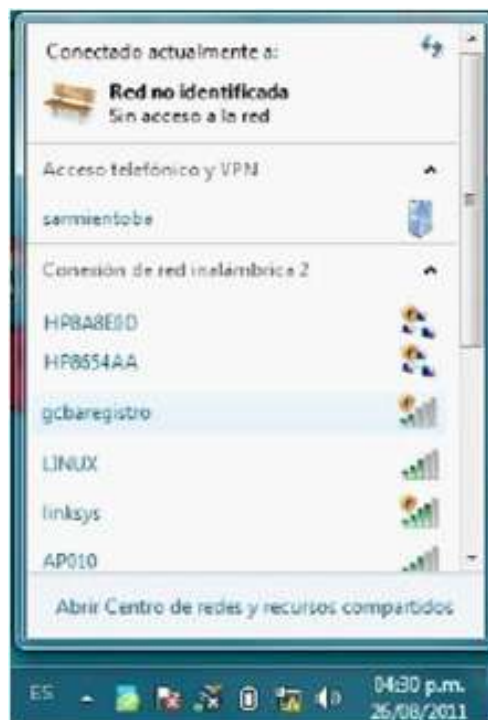 Conectado actualmente a:
Red no identificada
Sin acceso a la red
Acceso telefónico y VPN
sarmientoba
Conexión de red inalámbrica 2
HP8A8E0D
HP8654AA
gcbaregistro
LINUX
linksys
AP010
Abrir Centro de redes y recursos compartidos
ES
04:30 p.m.
26/08/2011